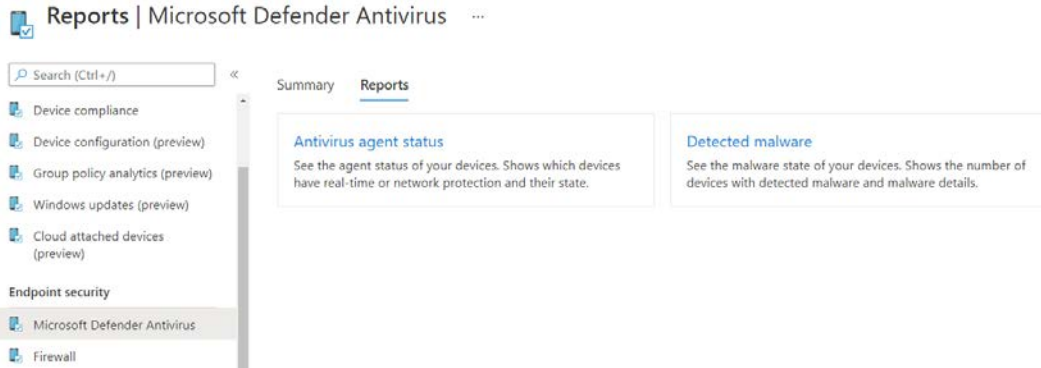 Reports | Microsoft Defender Antivirus ...
Search (Ctrl+/)
«
Device compliance
Device configuration (preview)
Group policy analytics (preview)
Windows updates (preview)
Cloud attached devices
(preview)
Endpoint security
Microsoft Defender Antivirus
Firewall
Summary Reports
Antivirus agent status
See the agent status of your devices. Shows which devices
have real-time or network protection and their state.
Detected malware
See the malware state of your devices. Shows the number of
devices with detected malware and malware details.